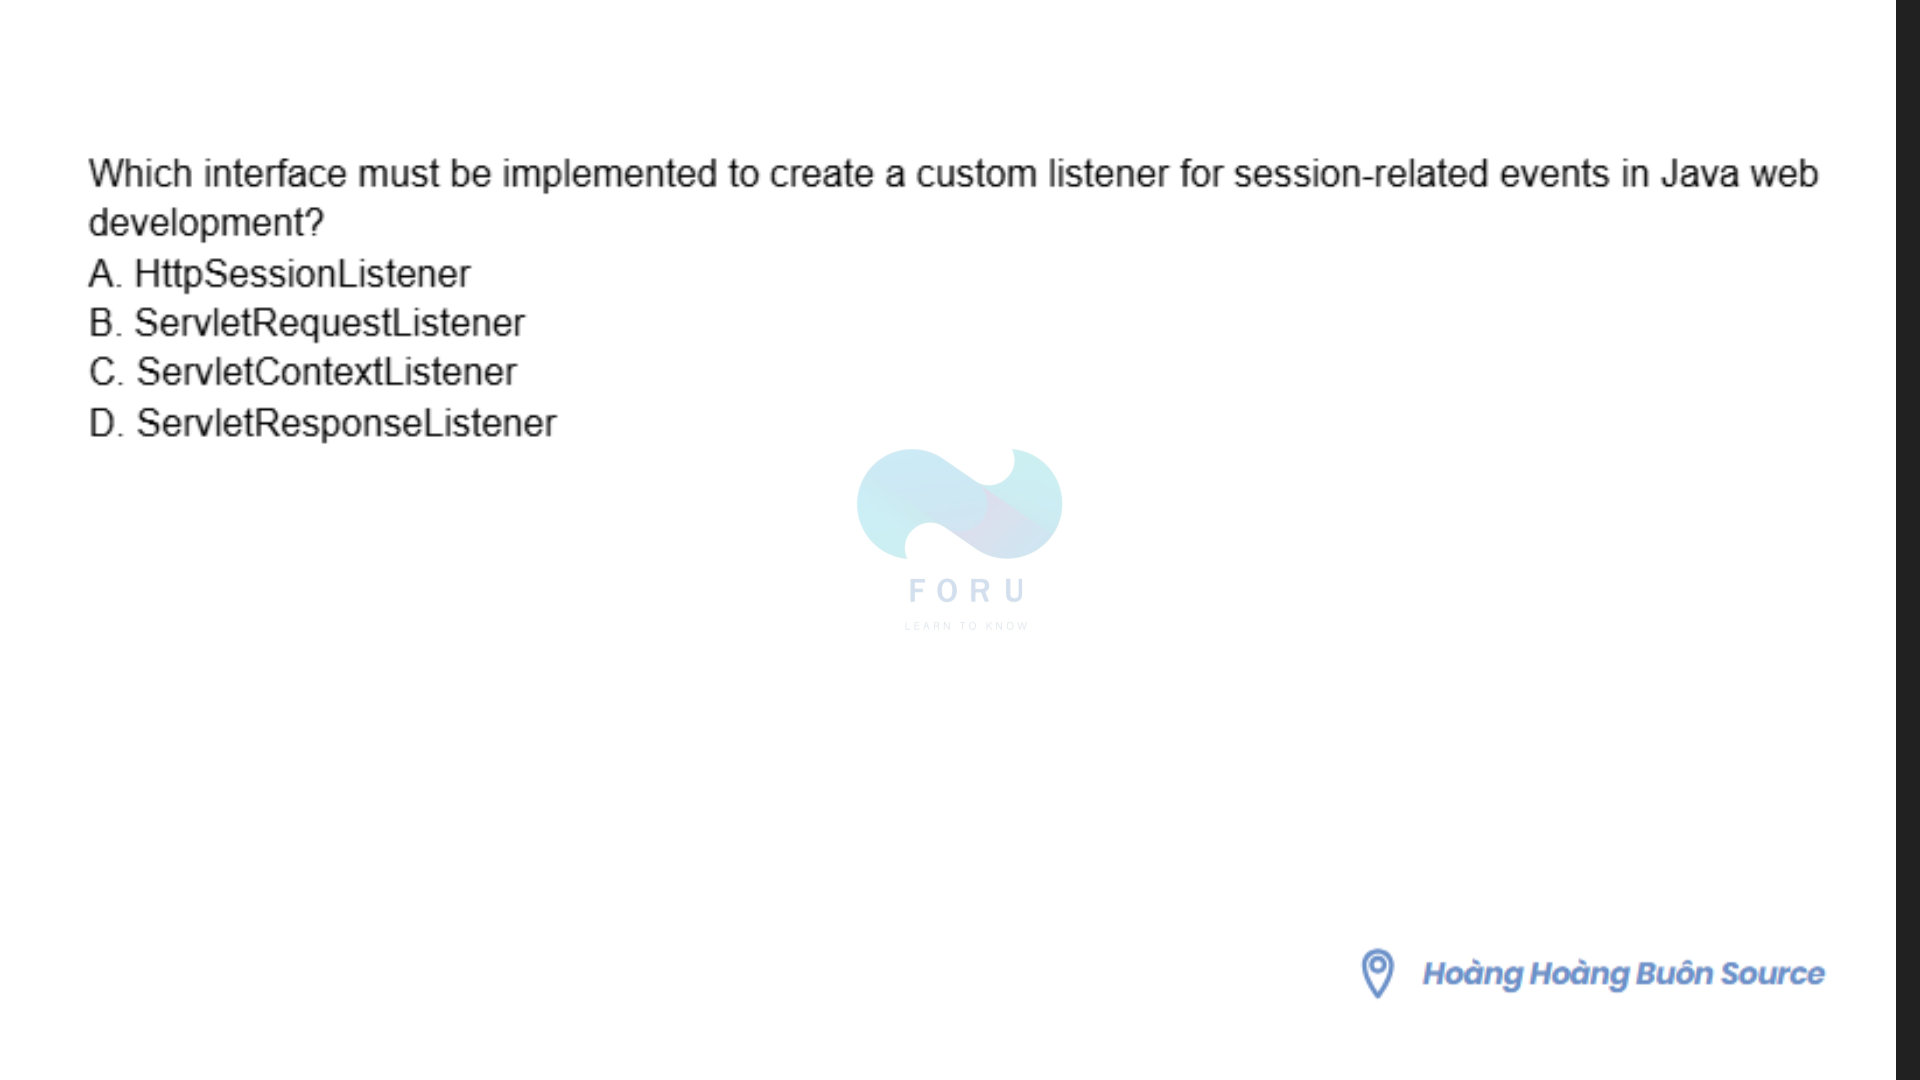 Which interface must be implemented to create a custom listener for session-related events in Java web
development?
A. HttpSessionListener
B. ServletRequestListener
C. ServletContextListener
D. ServletResponseListener
FORU
LEARN TO KNOW
Hoàng Hoàng Buôn Source